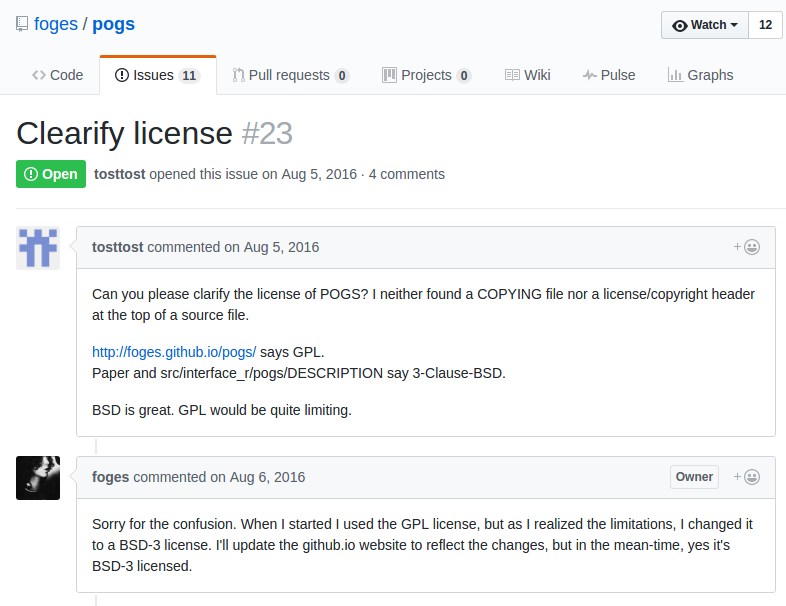 foges / pogs
Watch 12
Code Issues 11 Pull requests 0 Projects 0 Wiki Pulse Graphs
Clearify license #23
Open tosttost opened this issue on Aug 5, 2016 · 4 comments
tosttost commented on Aug 5, 2016
Can you please clarify the license of POGS? I neither found a COPYING file nor a license/copyright header
at the top of a source file.
http://foges.github.io/pogs/ says GPL.
Paper and src/interface_r/pogs/DESCRIPTION say 3-Clause-BSD.
BSD is great. GPL would be quite limiting.
foges commented on Aug 6, 2016 Owner
Sorry for the confusion. When I started I used the GPL license, but as I realized the limitations, I changed it
to a BSD-3 license. I'll update the github.io website to reflect the changes, but in the mean-time, yes it's
BSD-3 licensed.